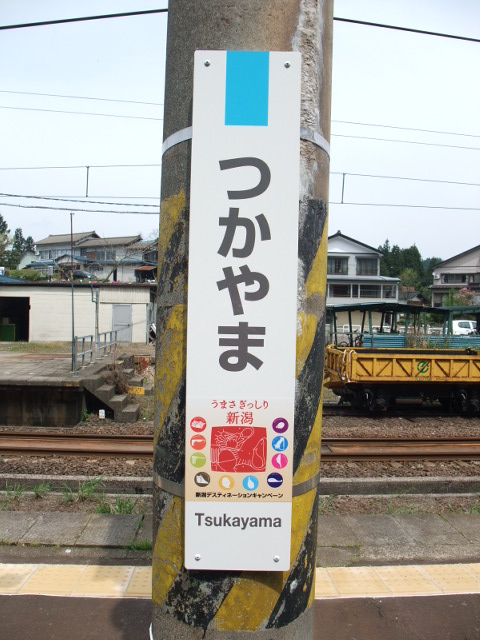 つかやま
うまさぎっしり
新潟
新潟デスティネーションキャンペーン
Tsukayama